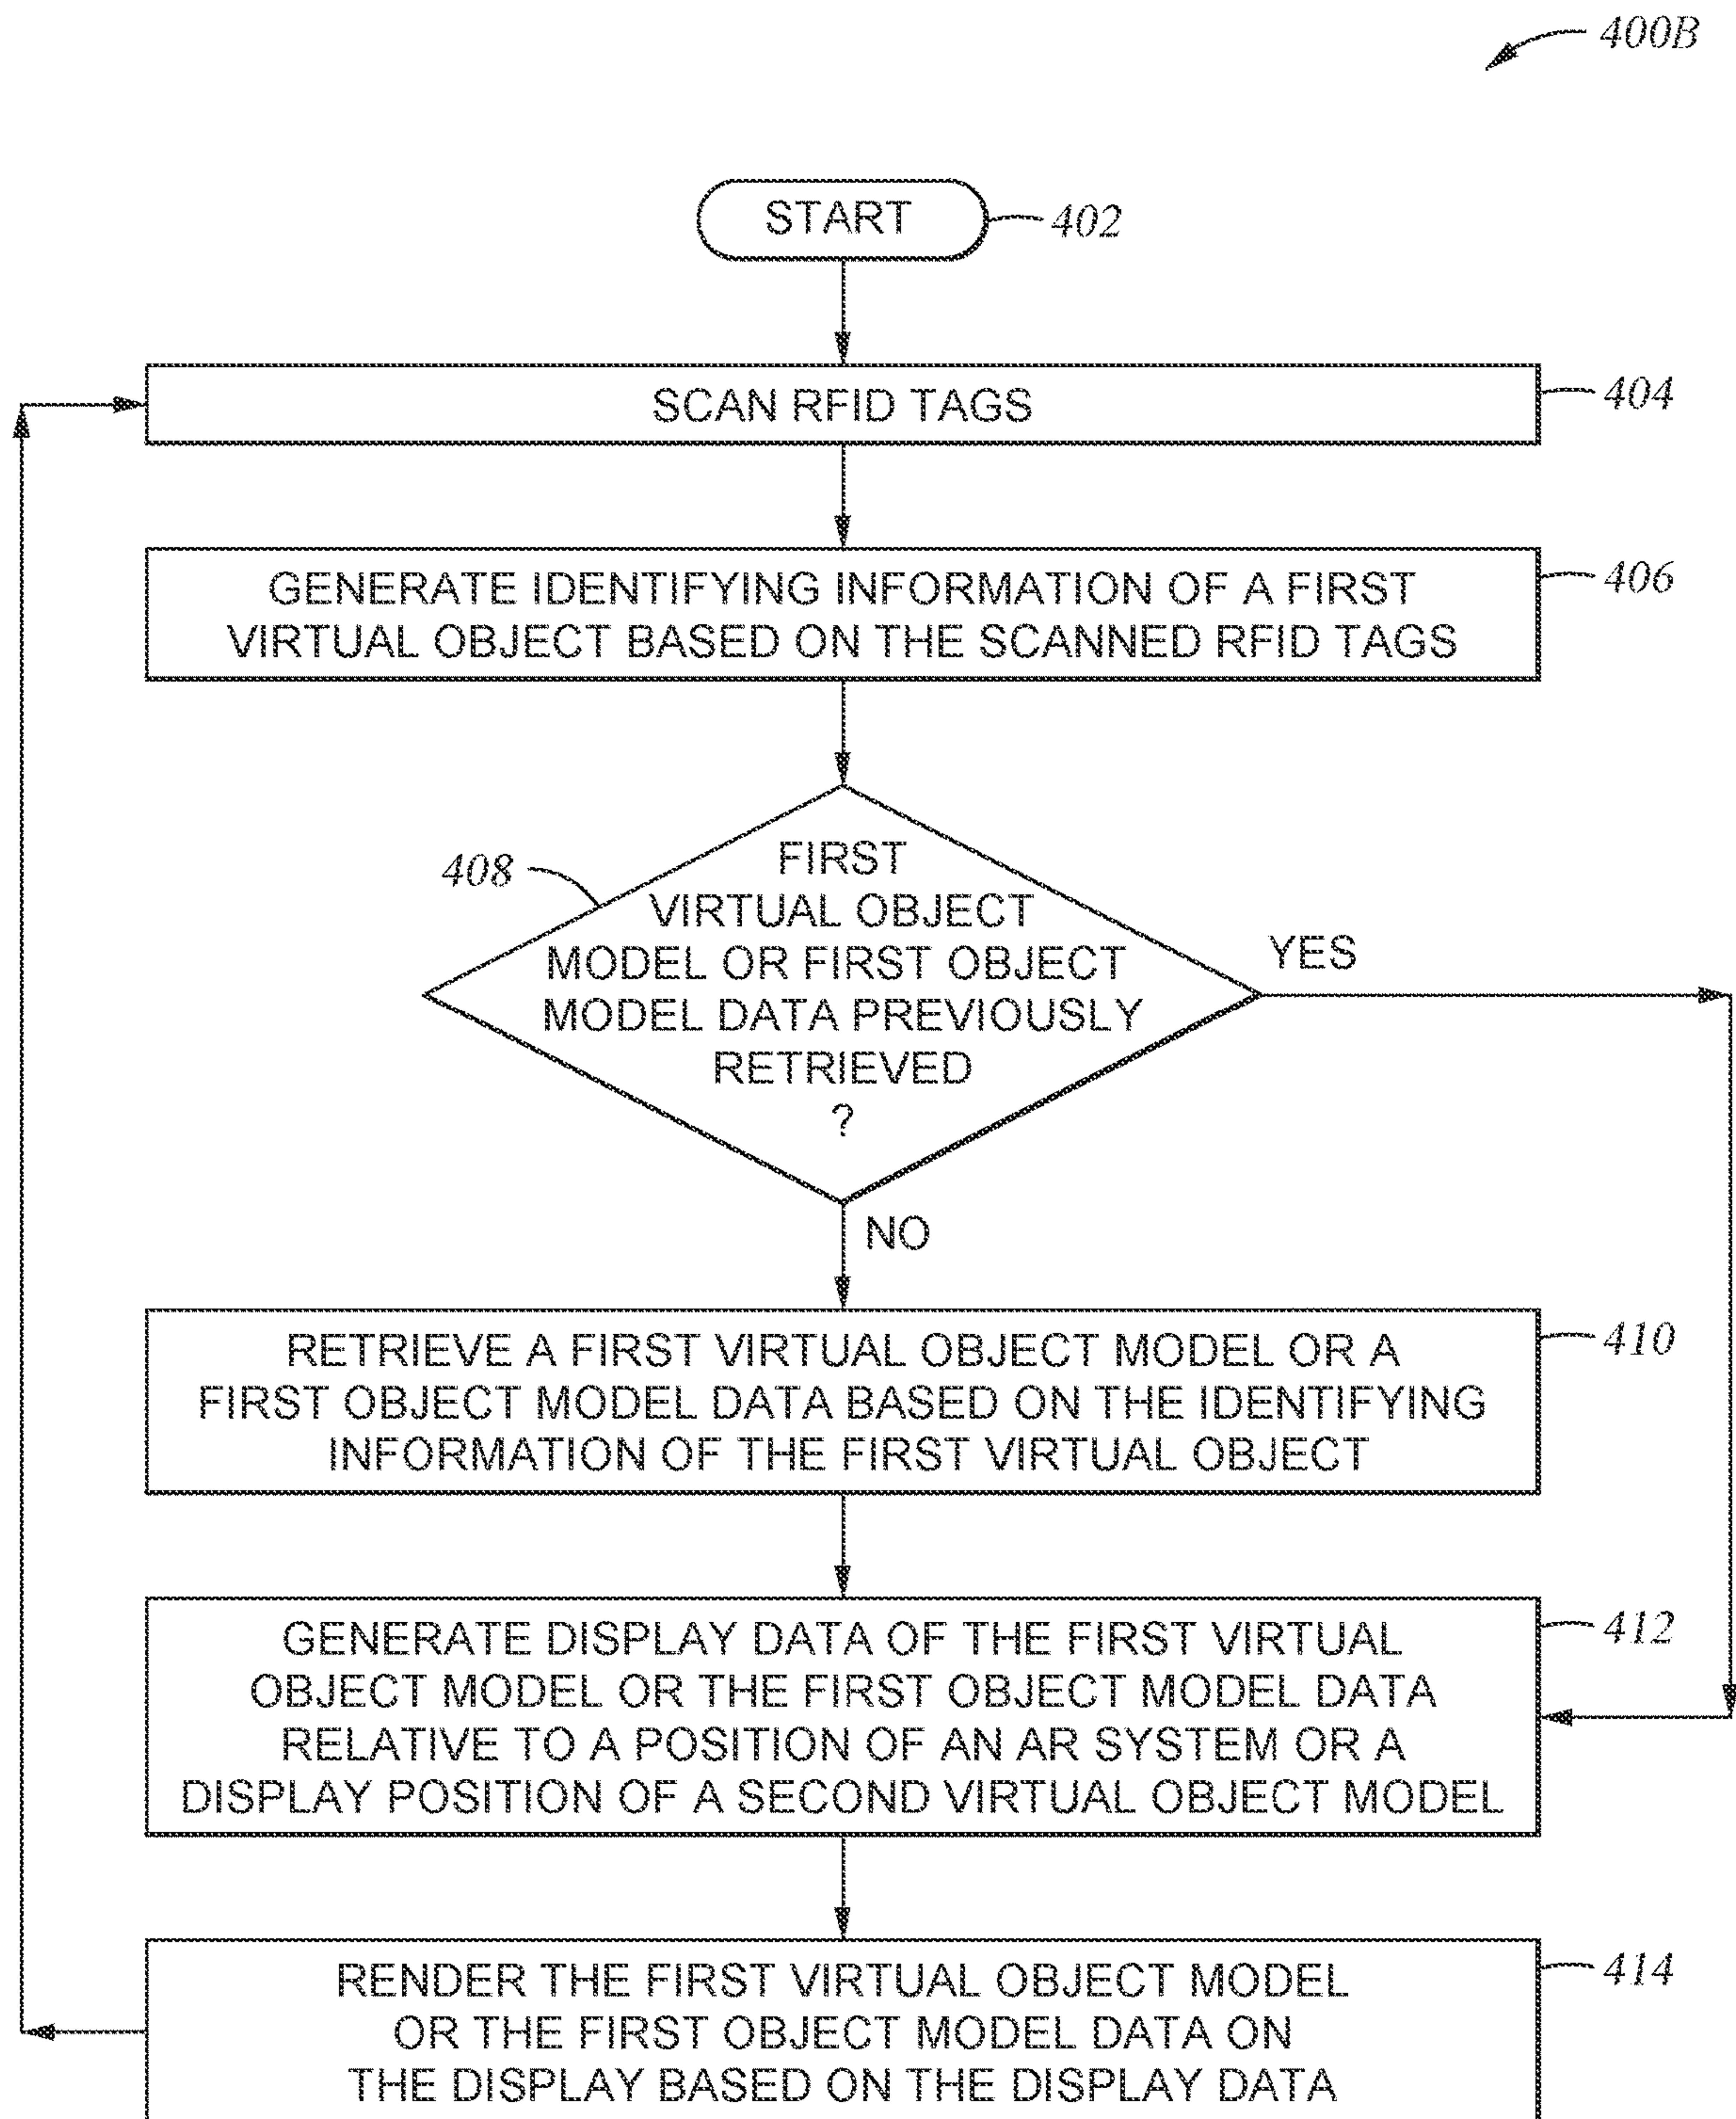 400B
START
402
SCAN RFID TAGS
404
GENERATE IDENTIFYING INFORMATION OF A FIRST
VIRTUAL OBJECT BASED ON THE SCANNED RFID TAGS
406
408
FIRST
VIRTUAL OBJECT
MODEL OR FIRST OBJECT
MODEL DATA PREVIOUSLY
RETRIEVED
?
YES
NO
RETRIEVE A FIRST VIRTUAL OBJECT MODEL OR A
FIRST OBJECT MODEL DATA BASED ON THE IDENTIFYING
INFORMATION OF THE FIRST VIRTUAL OBJECT
410
GENERATE DISPLAY DATA OF THE FIRST VIRTUAL
OBJECT MODEL OR THE FIRST OBJECT MODEL DATA
RELATIVE TO A POSITION OF AN AR SYSTEM OR A
DISPLAY POSITION OF A SECOND VIRTUAL OBJECT MODEL
412
RENDER THE FIRST VIRTUAL OBJECT MODEL
OR THE FIRST OBJECT MODEL DATA ON
THE DISPLAY BASED ON THE DISPLAY DATA
414